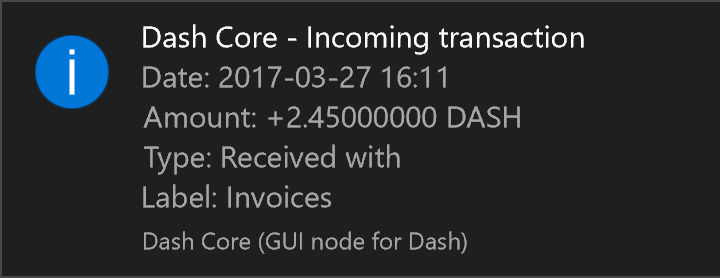 Dash Core - Incoming transaction
Date: 2017-03-27 16:11
Amount: +2.45000000 DASH
Type: Received with
Label: Invoices
Dash Core (GUI node for Dash)